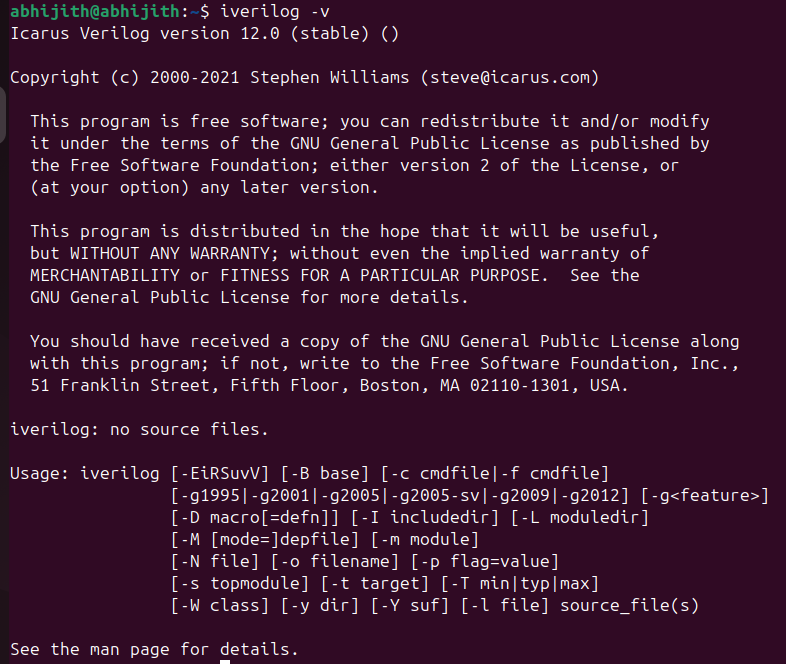 abhijith@abhijith:~$ iverilog -v
Icarus Verilog version 12.0 (stable) ()
Copyright (c) 2000-2021 Stephen Williams (steve@icarus.com)
This program is free software; you can redistribute it and/or modify
it under the terms of the GNU General Public License as published by
the Free Software Foundation; either version 2 of the License, or
(at your option) any later version.
This program is distributed in the hope that it will be useful,
but WITHOUT ANY WARRANTY; without even the implied warranty of
MERCHANTABILITY or FITNESS FOR A PARTICULAR PURPOSE.  See the
GNU General Public License for more details.
You should have received a copy of the GNU General Public License along
with this program; if not, write to the Free Software Foundation, Inc.,
51 Franklin Street, Fifth Floor, Boston, MA 02110-1301, USA.
iverilog: no source files.
Usage: iverilog [-EiRSuvV] [-B base] [-c cmdfile|-f cmdfile]
[-g1995|-g2001|-g2005|-g2005-sv|-g2009|-g2012] [-g<feature>]
[-D macro[=defn]] [-I includedir] [-L moduledir]
[-M [mode=]depfile] [-m module]
[-N file] [-o filename] [-p flag=value]
[-s topmodule] [-t target] [-T min|typ|max]
[-W class] [-y dir] [-Y suf] [-l file] source_file(s)
See the man page for details.